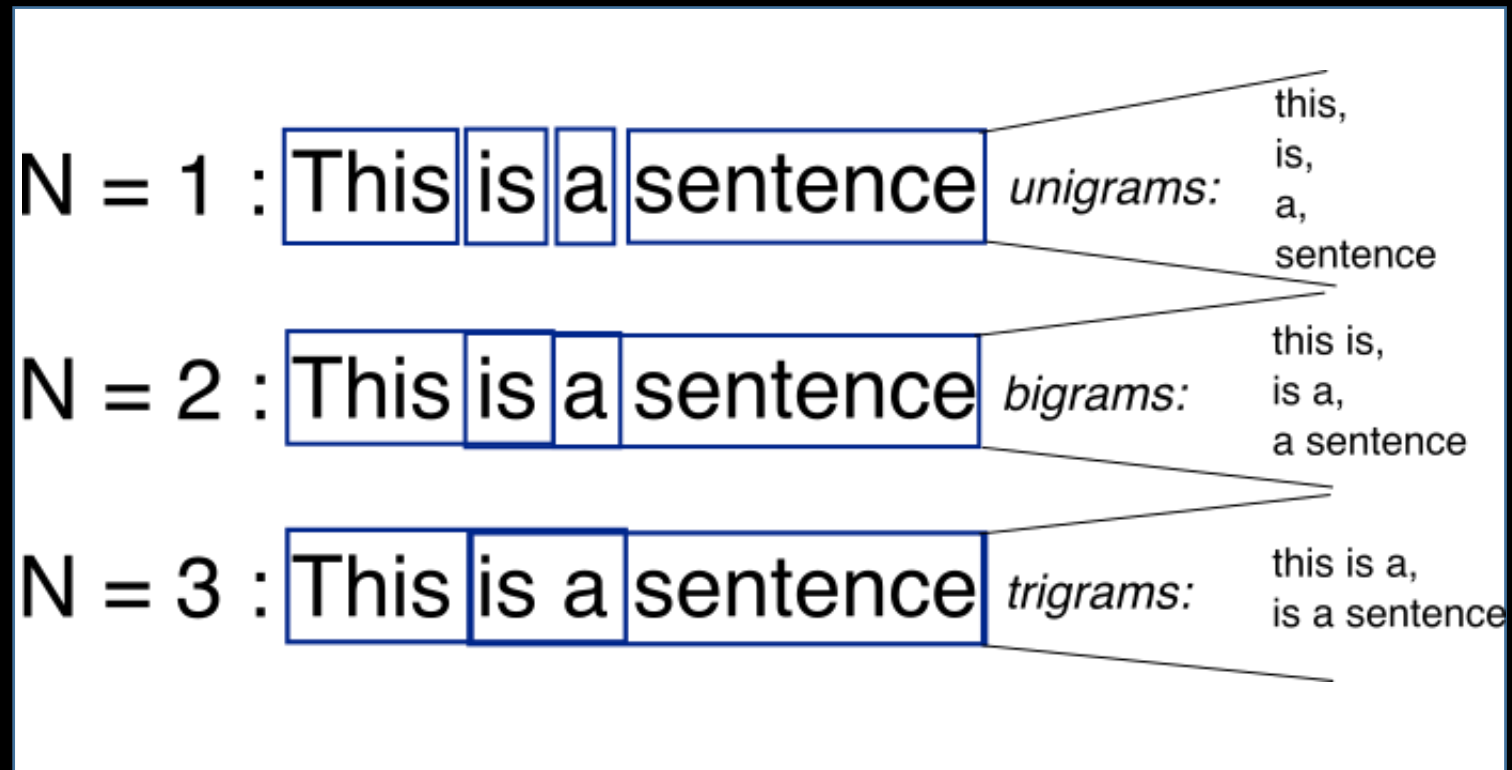 N = 1 : This is a sentence unigrams:
this,
is,
a,
sentence
N = 2 : This is a sentence bigrams:
this is,
is a,
a sentence
N = 3 : This is a sentence trigrams:
this is a,
is a sentence